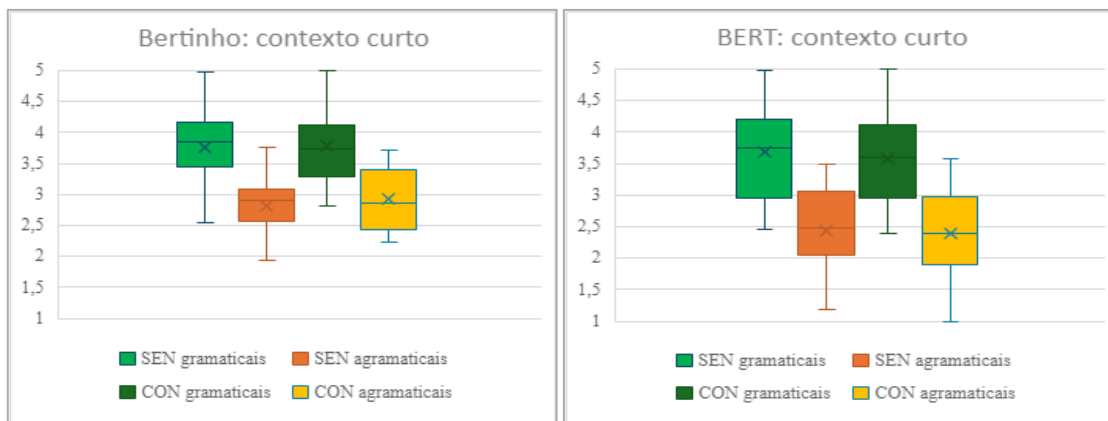 Bertinho: contexto curto
5
4,5
4
3,5
3
2,5
2
1,5
1
SEN gramaticais
SEN agramaticais
CON gramaticais
CON agramaticais
BERT: contexto curto
5
4,5
4
3,5
3
2,5
2
1,5
1
SEN gramaticais
SEN agramaticais
CON gramaticais
CON agramaticais